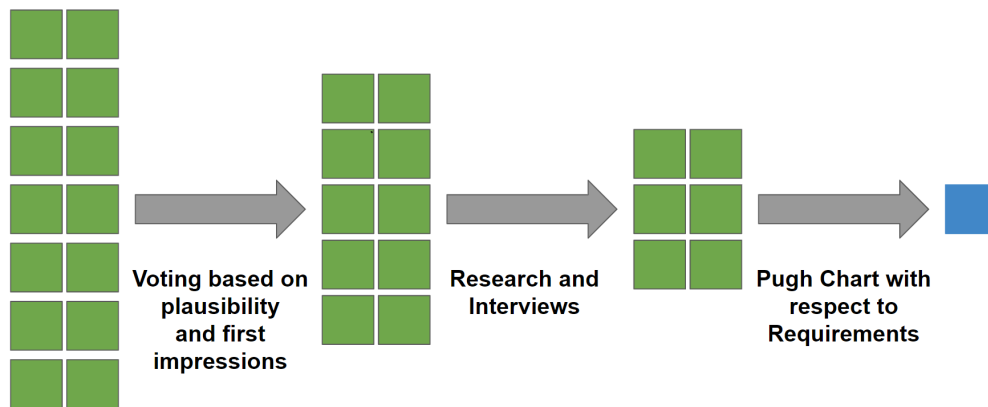 Voting based on
plausibility
and first
impressions
Research and
Interviews
Pugh Chart with
respect to
Requirements